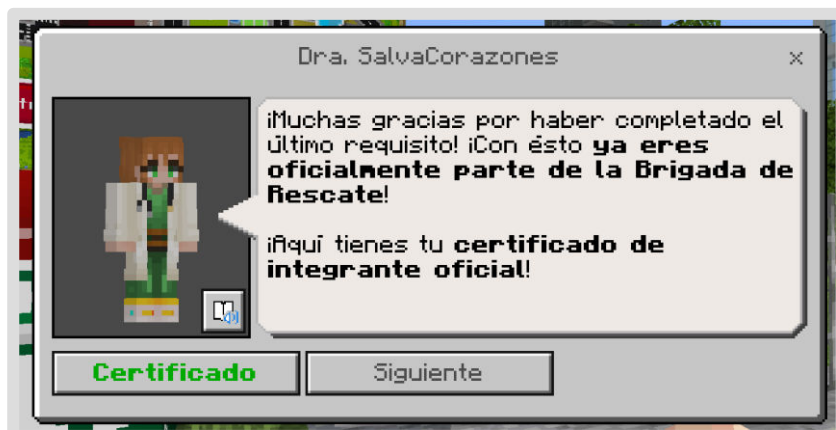 Dra. SalvaCorazones
x
¡Muchas gracias por haber completado el
último requisito! ¡Con ésto ya eres
oficialmente parte de la Brigada de
Rescate!
¡Aquí tienes tu certificado de
integrante oficial!
Certificado
Siguiente